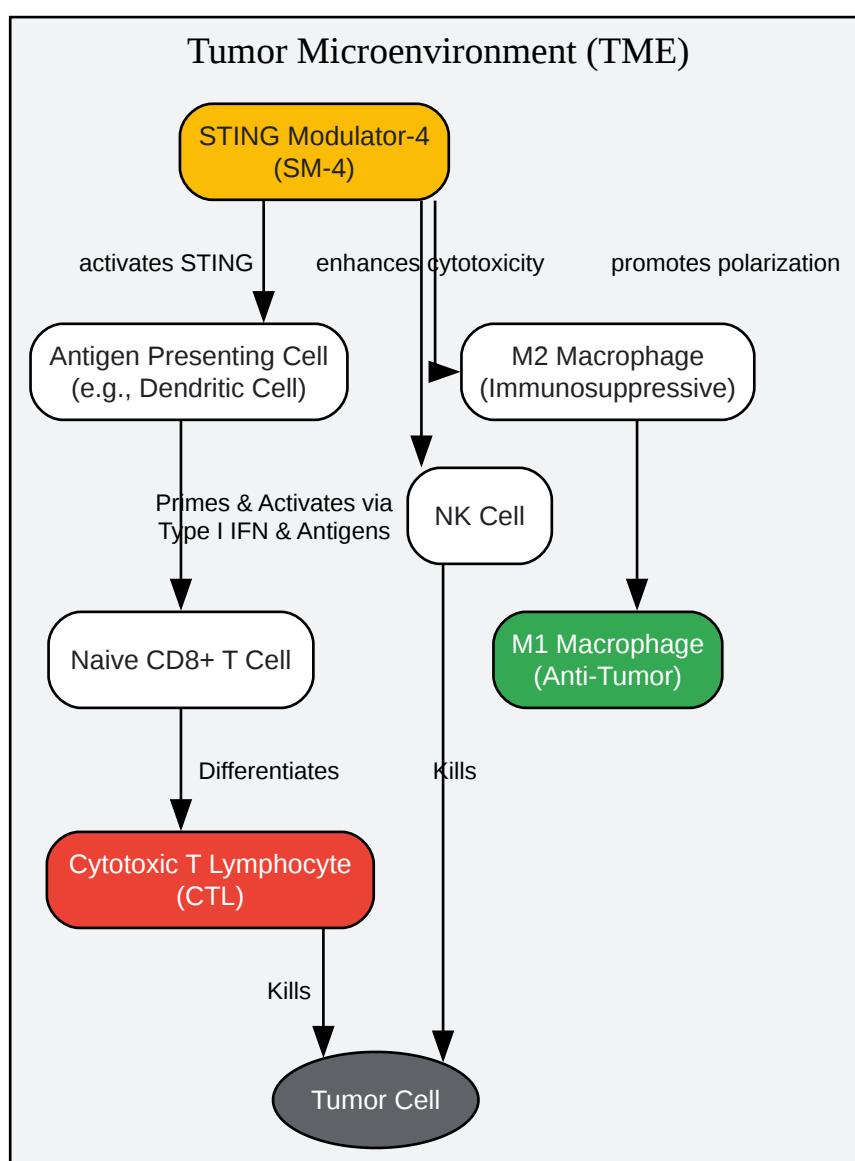 Tumor Microenvironment (TME)
STING Modulator-4
(SM-4)
activates STING
enhances cytotoxicity
promotes polarization
Antigen Presenting Cell
(e.g., Dendritic Cell)
M2 Macrophage
(Immunosuppressive)
Primes & Activates via
Type I IFN & Antigens
NK Cell
Naive CD8+ T Cell
M1 Macrophage
(Anti-Tumor)
Differentiates
Kills
Cytotoxic T Lymphocyte
(CTL)
Kills
Tumor Cell